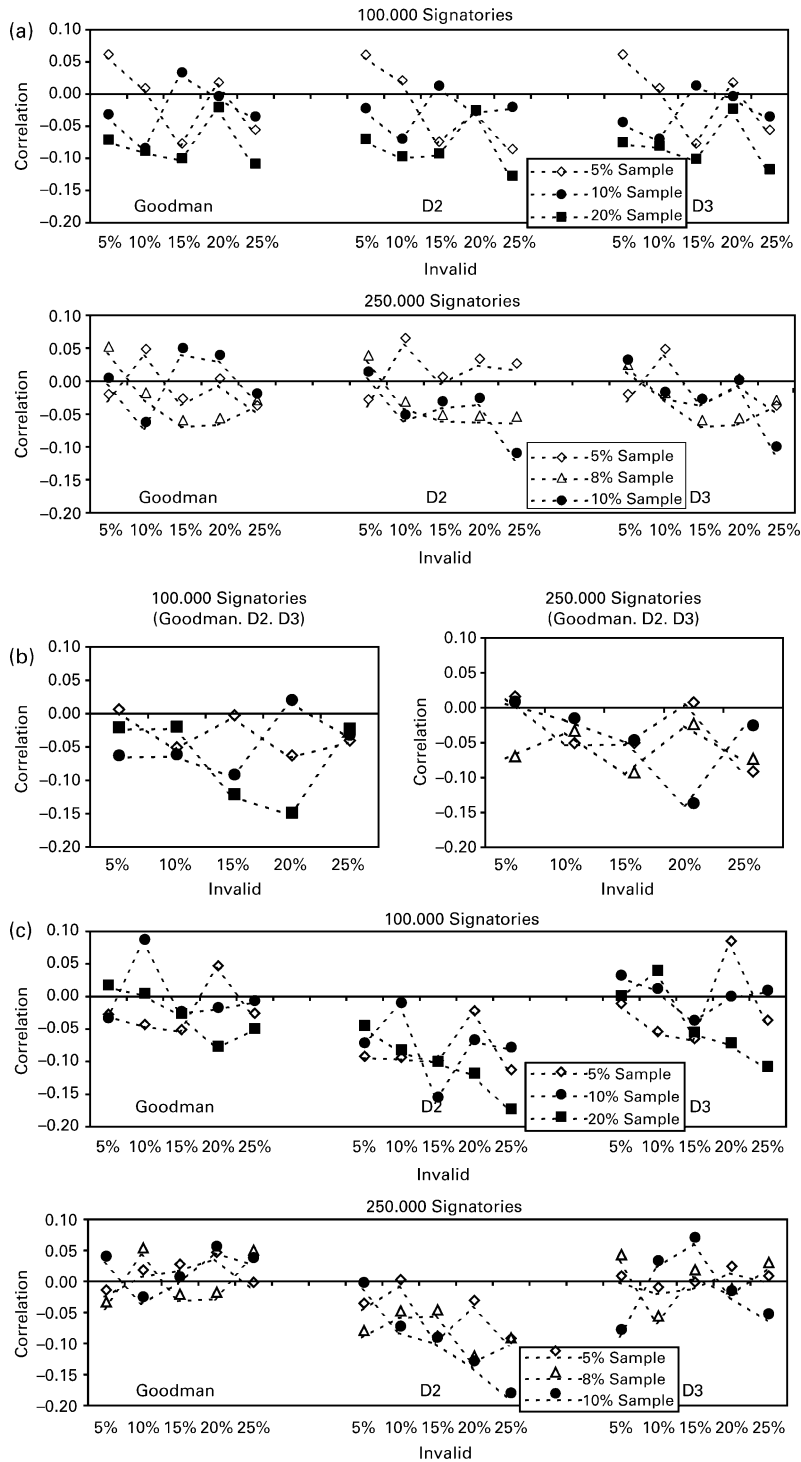 (a)
100.000 Signatories
0.10
0.05
0.00
−0.05
−0.10
−0.15
−0.20
Correlation
Goodman D2 D3
5% Sample
10% Sample
20% Sample
5% 10% 15% 20% 25% 5% 10% 15% 20% 25% 5% 10% 15% 20% 25%
Invalid
250.000 Signatories
0.10
0.05
0.00
−0.05
−0.10
−0.15
−0.20
Correlation
Goodman D2 D3
5% Sample
8% Sample
10% Sample
5% 10% 15% 20% 25% 5% 10% 15% 20% 25% 5% 10% 15% 20% 25%
Invalid
(b)
100.000 Signatories
(Goodman. D2. D3)
0.10
0.05
0.00
−0.05
−0.10
−0.15
−0.20
Correlation
5% 10% 15% 20% 25%
Invalid
250.000 Signatories
(Goodman. D2. D3)
0.10
0.05
0.00
−0.05
−0.10
−0.15
−0.20
Correlation
5% 10% 15% 20% 25%
Invalid
(c)
100.000 Signatories
0.10
0.05
0.00
−0.05
−0.10
−0.15
−0.20
Correlation
Goodman D2 D3
5% Sample
10% Sample
20% Sample
5% 10% 15% 20% 25% 5% 10% 15% 20% 25% 5% 10% 15% 20% 25%
Invalid
250.000 Signatories
0.10
0.05
0.00
−0.05
−0.10
−0.15
−0.20
Correlation
Goodman D2 D3
5% Sample
8% Sample
10% Sample
5% 10% 15% 20% 25% 5% 10% 15% 20% 25% 5% 10% 15% 20% 25%
Invalid